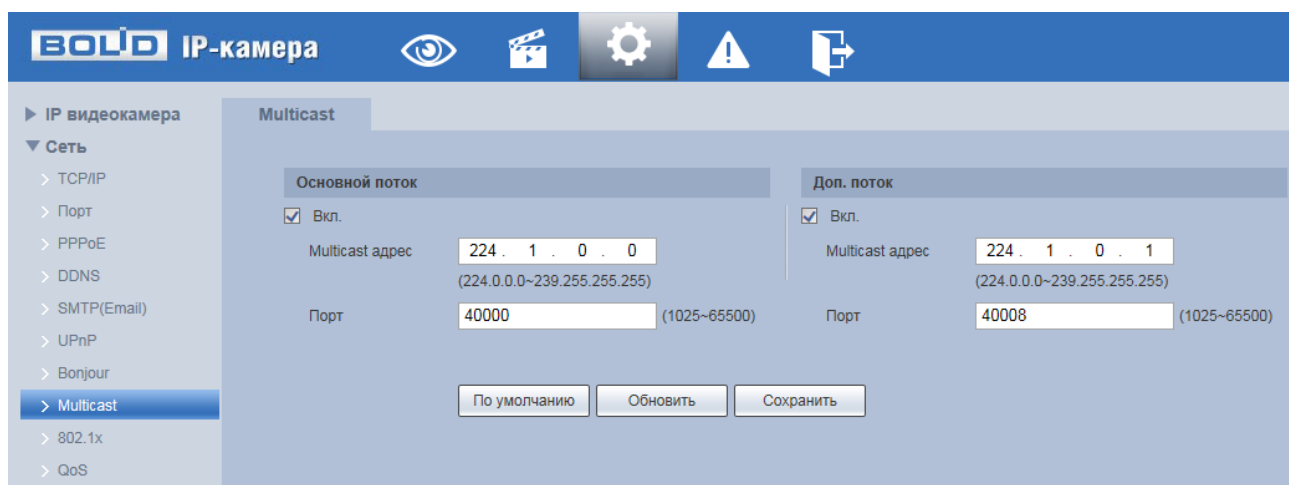 BOLID IP-камера
IP видеокамера
Сеть
TCP/IP
Порт
PPPoE
DDNS
SMTP(Email)
UPnP
Bonjour
Multicast
802.1x
QoS
Multicast
Основной поток
Вкл.
Multicast адрес 224 . 1 . 0 . 0
(224.0.0.0~239.255.255.255)
Порт 40000 (1025~65500)
Доп. поток
Вкл.
Multicast адрес 224 . 1 . 0 . 1
(224.0.0.0~239.255.255.255)
Порт 40008 (1025~65500)
По умолчанию Обновить Сохранить